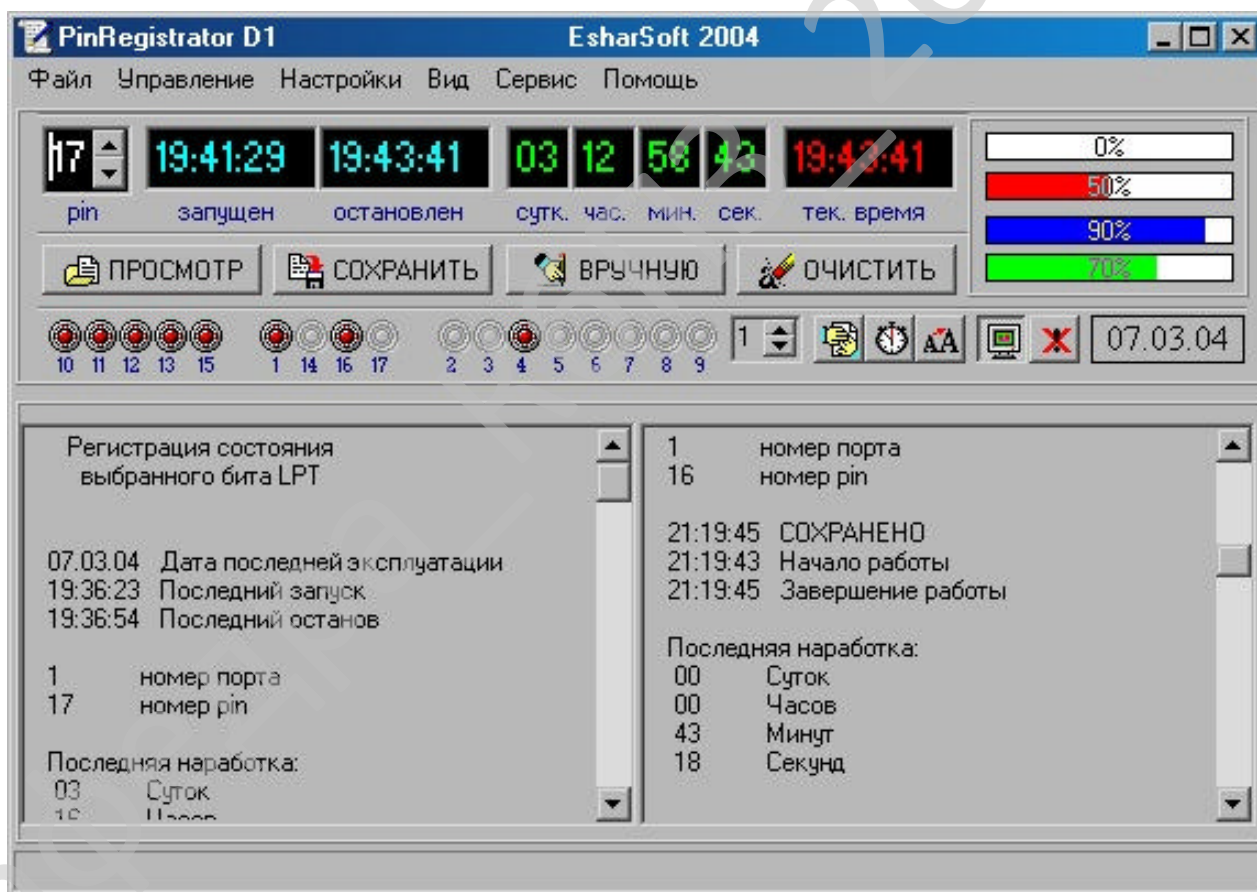 PinRegistrator D1 EsharSoft 2004
Файл Управление Настройки Вид Сервис Помощь
17 19:41:29 19:43:41 03 12 58 43 19:43:41
pin запущен остановлен сутк. час. мин. сек. тек. время
0%
50%
90%
70%
ПРОСМОТР СОХРАНИТЬ ВРУЧНУЮ ОЧИСТИТЬ
1 AA 07.03.04
10 11 12 13 15 1 14 16 17 2 3 4 5 6 7 8 9
Регистрация состояния
выбранного бита LPT
07.03.04 Дата последней эксплуатации
19:36:23 Последний запуск
19:36:54 Последний останов
1 номер порта
17 номер pin
Последняя наработка:
03 Суток
1 номер порта
16 номер pin
21:19:45 СОХРАНЕНО
21:19:43 Начало работы
21:19:45 Завершение работы
Последняя наработка:
00 Суток
00 Часов
43 Минут
18 Секунд